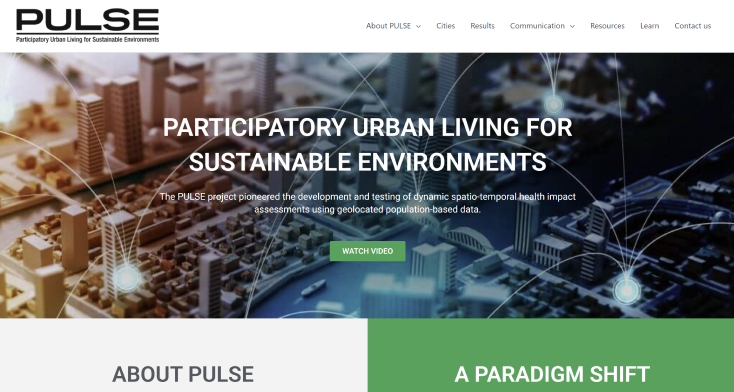 PULSE
Participatory Urban Living for Sustainable Environments
About PULSE
Cities
Results
Communication
Resources
Learn
Contact us
PARTICIPATORY URBAN LIVING FOR
SUSTAINABLE ENVIRONMENTS
The PULSE project pioneered the development and testing of dynamic spatio-temporal health impact
assessments using geolocated population-based data.
WATCH VIDEO
ABOUT PULSE
A PARADIGM SHIFT